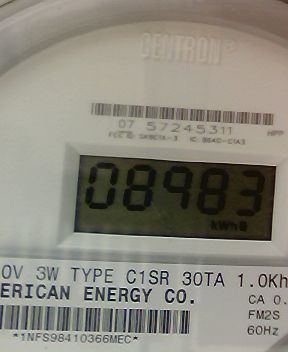 CENTRON®
07 57245311
HPP
08983
kWh
0V 3W TYPE C1SR 30TA 1.0Kh
ERICAN ENERGY CO.
CA 0.
FM2S
60Hz
*1NFS98410366MEC*